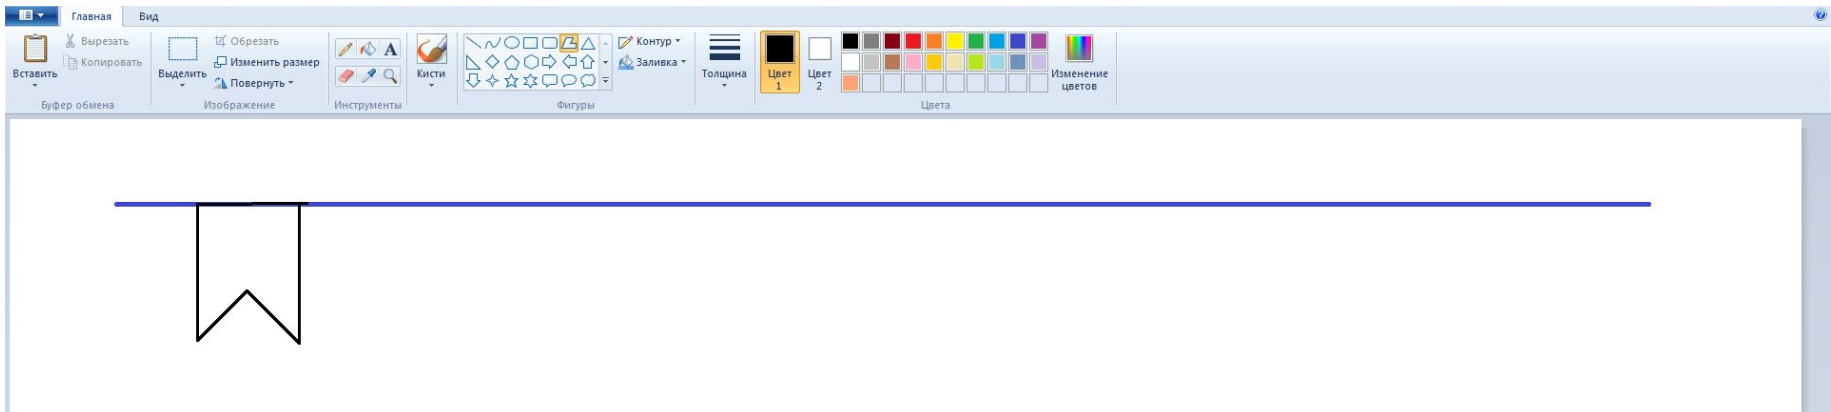 Главная Вид
Вставить
Вырезать
Копировать
Буфер обмена
Выделить
Обрезать
Изменить размер
Повернуть
Изображение
A
Инструменты
Кисти
Контур
Заливка
Фигуры
Толщина
Цвет
1
Цвет
2
Изменение
цветов
Цвета